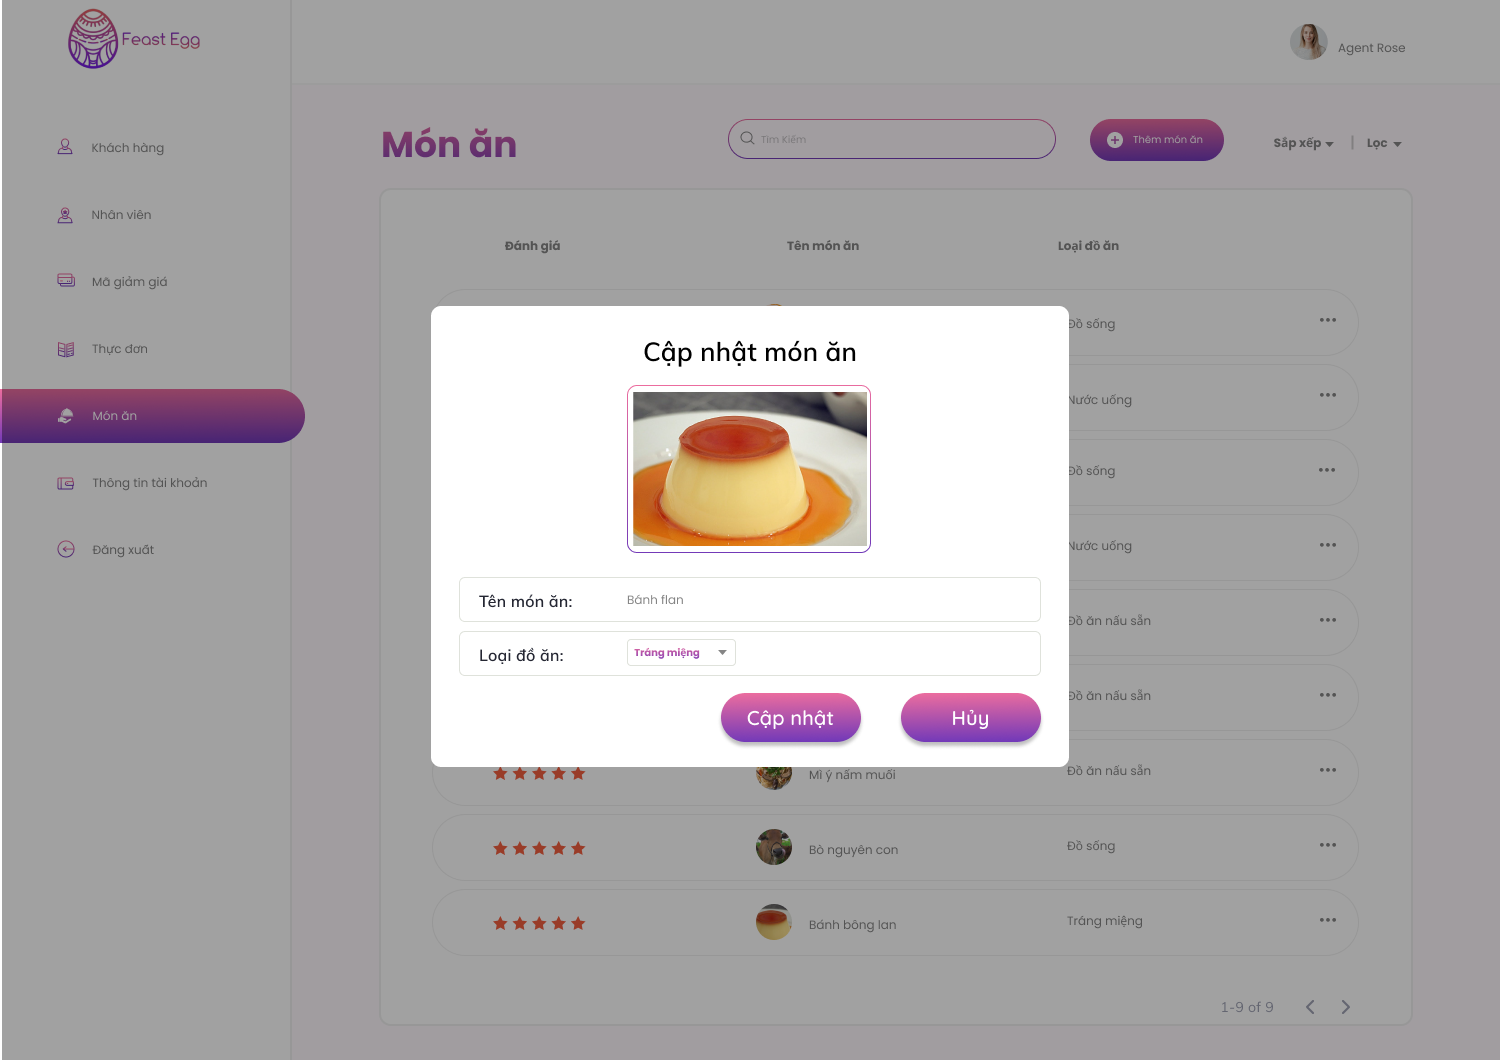 Feast Egg
Agent Rose
Khách hàng
Nhân viên
Mã giảm giá
Thực đơn
Món ăn
Thông tin tài khoản
Đăng xuất
Món ăn
Tìm Kiếm
Thêm món ăn
Sắp xếp | Lọc
Đánh giá Tên món ăn Loại đồ ăn
Đồ sống
Nước uống
Đồ sống
Nước uống
Đồ ăn nấu sẵn
Đồ ăn nấu sẵn
Cập nhật món ăn
Tên món ăn: Bánh flan
Loại đồ ăn: Tráng miệng
Cập nhật Hủy
Mì ý nấm muối Đồ ăn nấu sẵn
Bò nguyên con Đồ sống
Bánh bông lan Tráng miệng
1-9 of 9